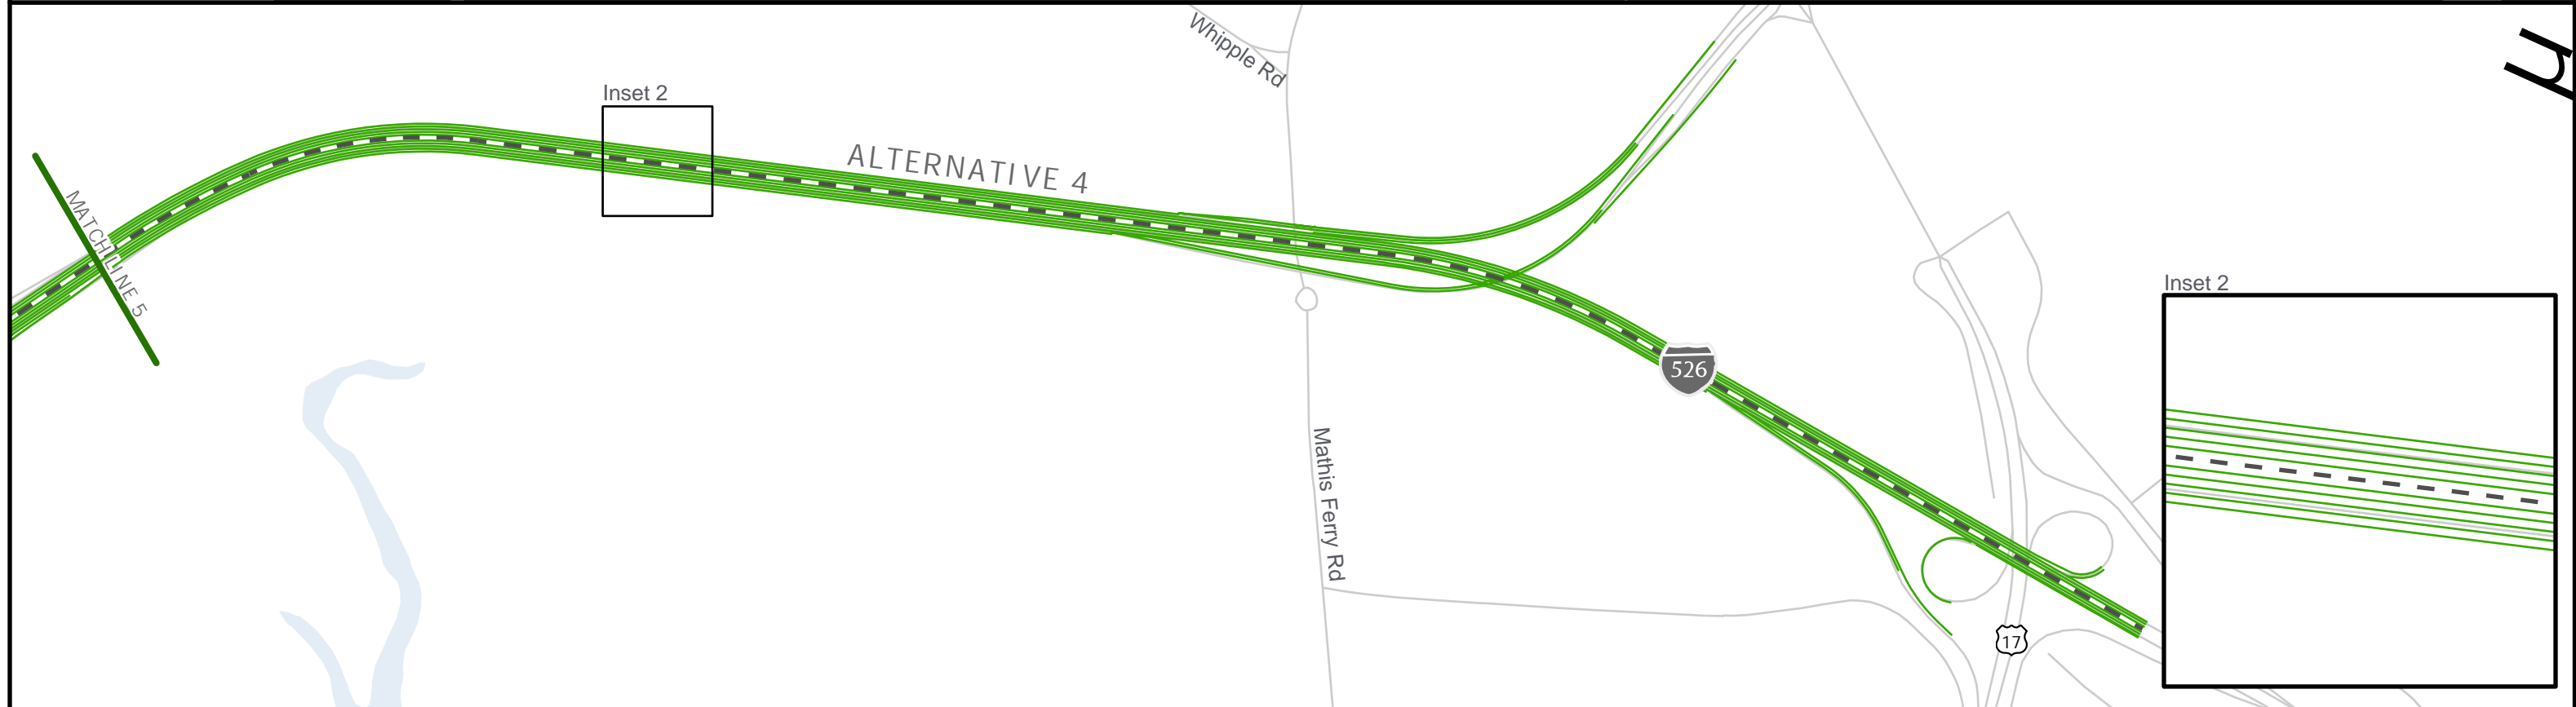 Whipple Rd
Inset 2
ALTERNATIVE 4
MATCHLINE 5
Inset 2
526
Mathis Ferry Rd
17